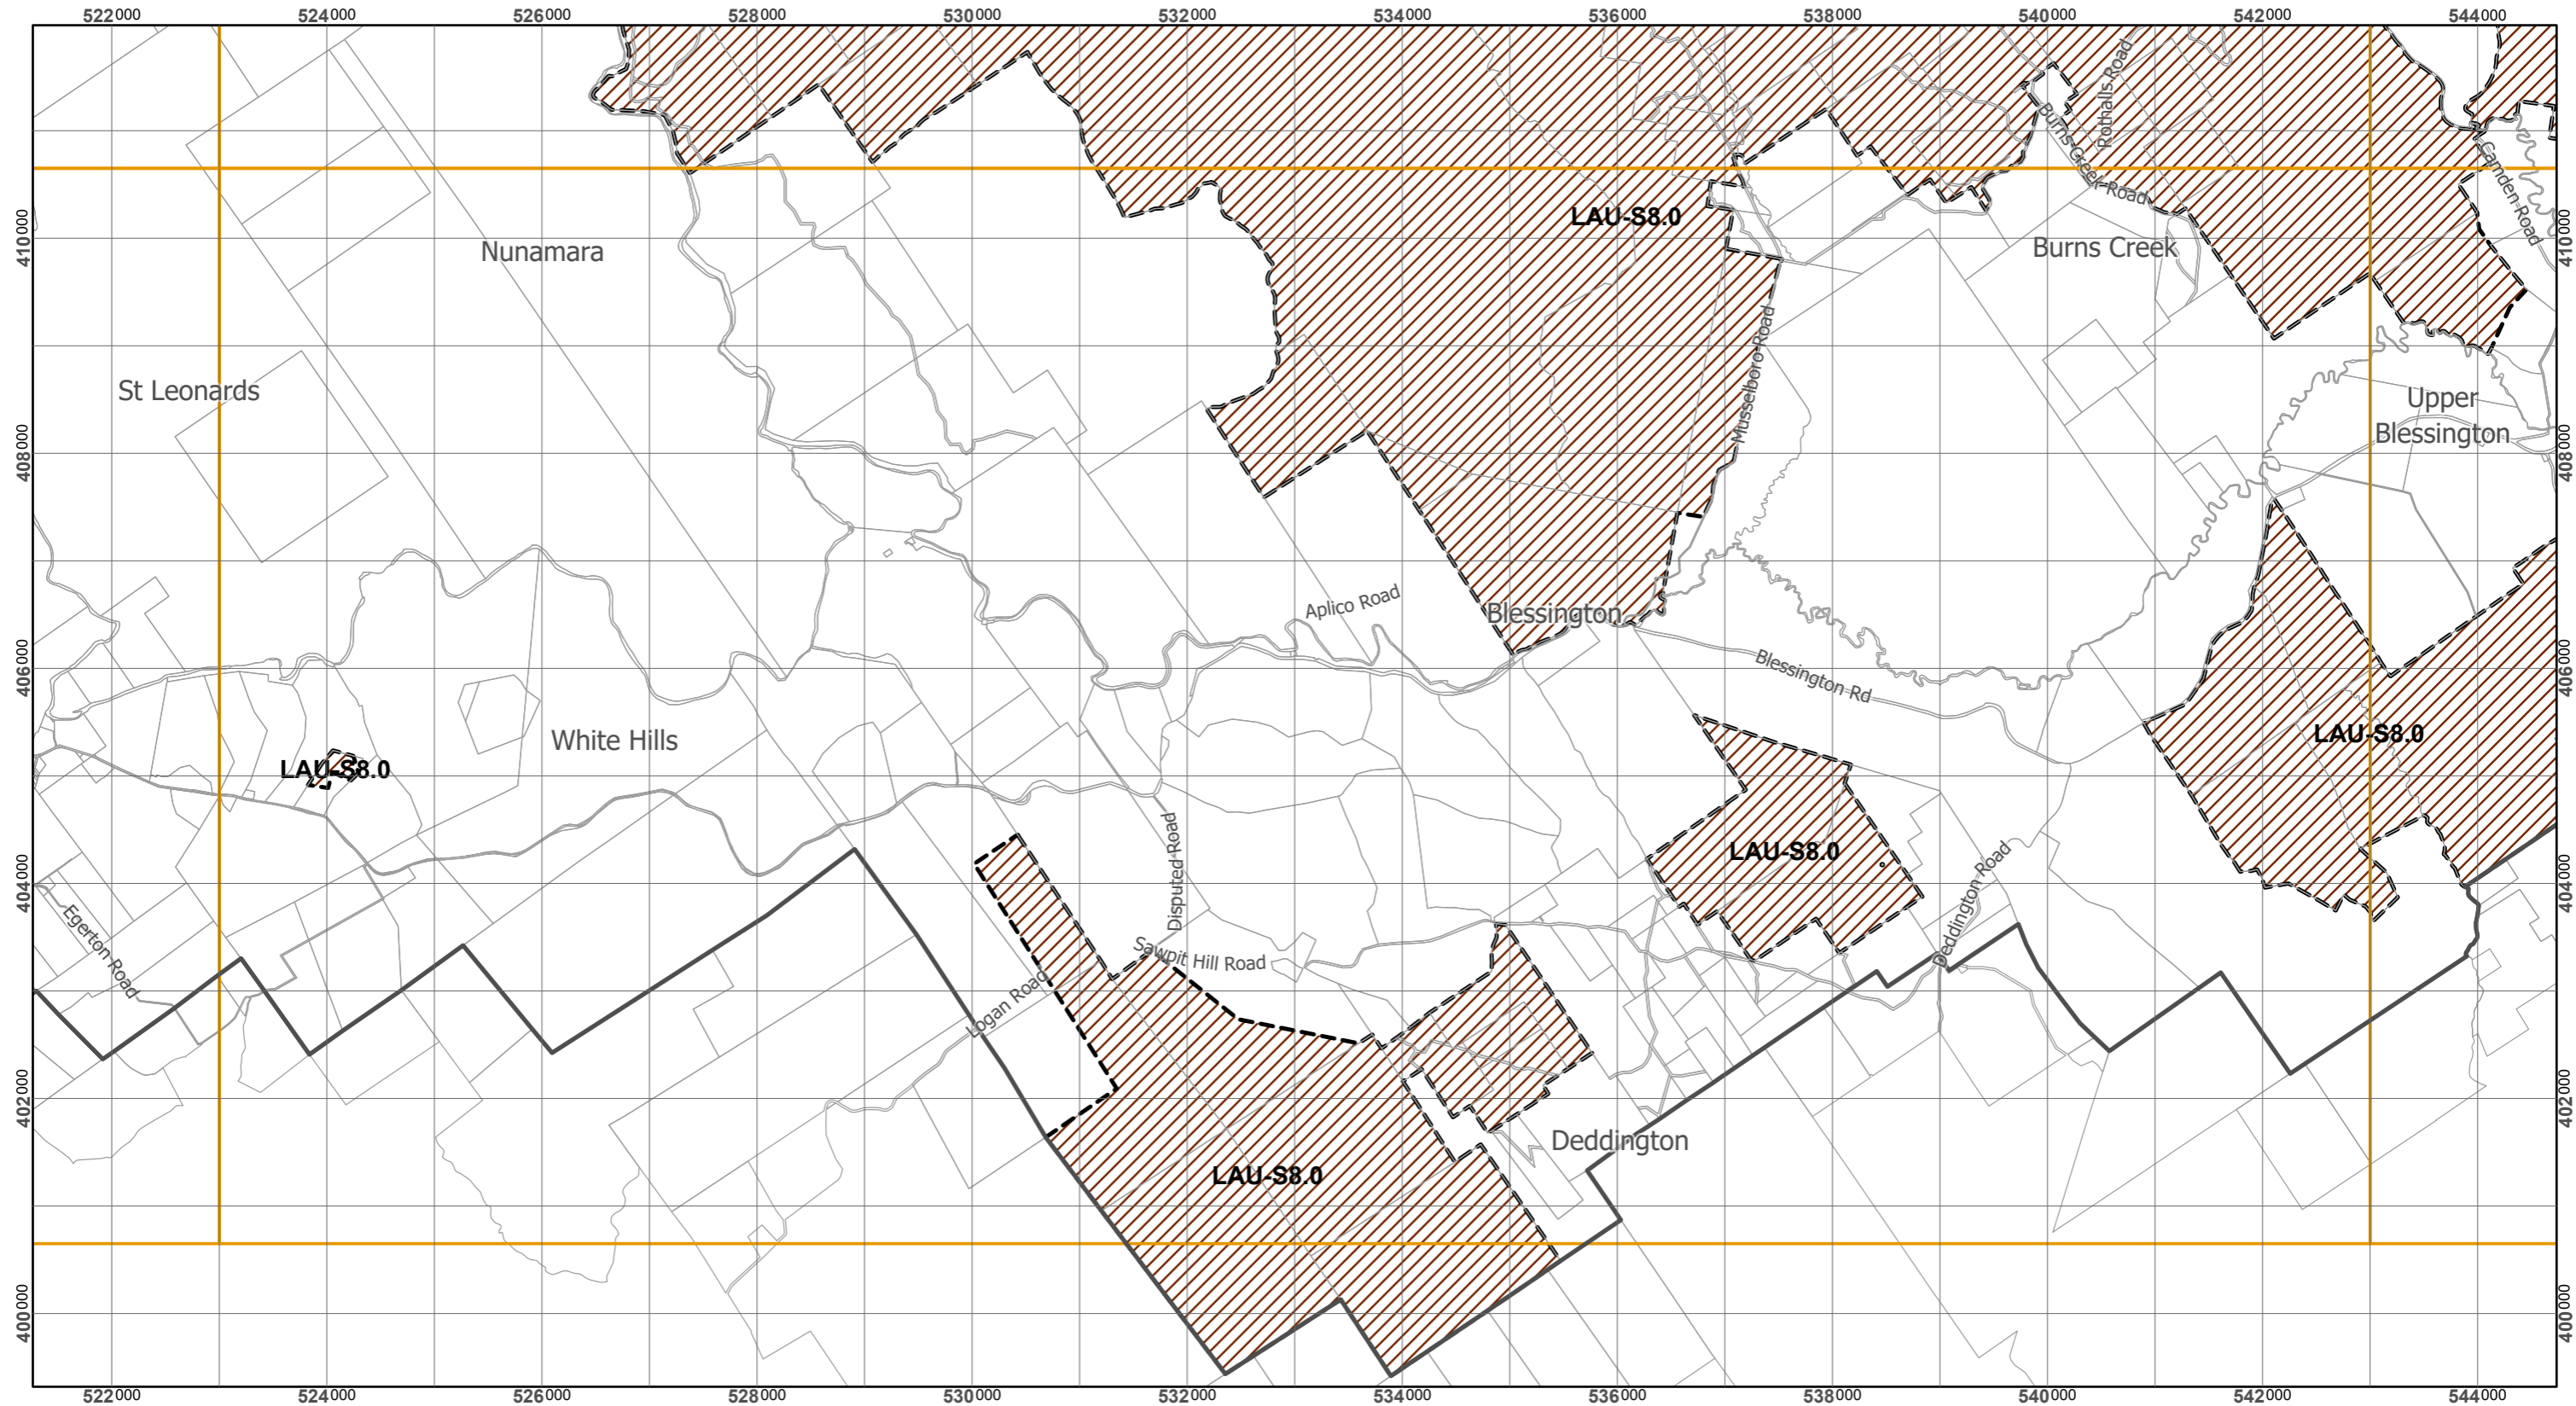 522000 524000 526000 528000 530000 532000 534000 536000 538000 540000 542000 544000
Rothalls Road
Burns Creek Road
Camden Road
410000
LAU-S8.0
410000
Nunamara
Burns Creek
Musselboro Road
St Leonards
Upper
Blessington
408000
408000
Aplico Road
Blessington
406000
Blessington Rd
406000
White Hills
LAU-S8.0
LAU-S8.0
Disputed Road
LAU-S8.0
404000
Deddington Road
404000
Egerton Road
Sawpit Hill Road
Logan Road
402000
402000
Deddington
LAU-S8.0
400000
400000
522000 524000 526000 528000 530000 532000 534000 536000 538000 540000 542000 544000